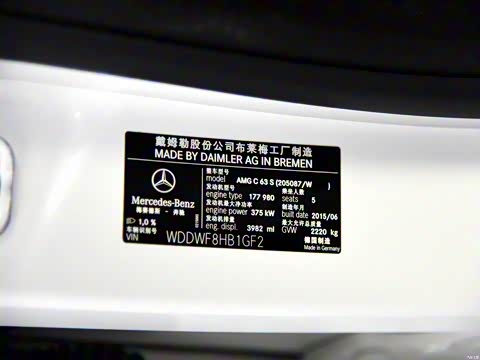 戴姆勒股份公司布莱梅工厂制造
MADE BY DAIMLER AG IN BREMEN
整车型号
model AMG C 63 S (205087/W )
发动机型号 乘坐人数
engine type 177 980 seats 5
发动机最大净功率 制造年月
engine power 375 kW built date 2015/06
发动机排量 最大允许总质量
eng. displ. 3982 ml GVW 2220 kg
Mercedes-Benz
梅赛德斯－奔驰
1,0 %
车辆识别号
VIN WDDWF8HB1GF2
德国制造
Made in Germany